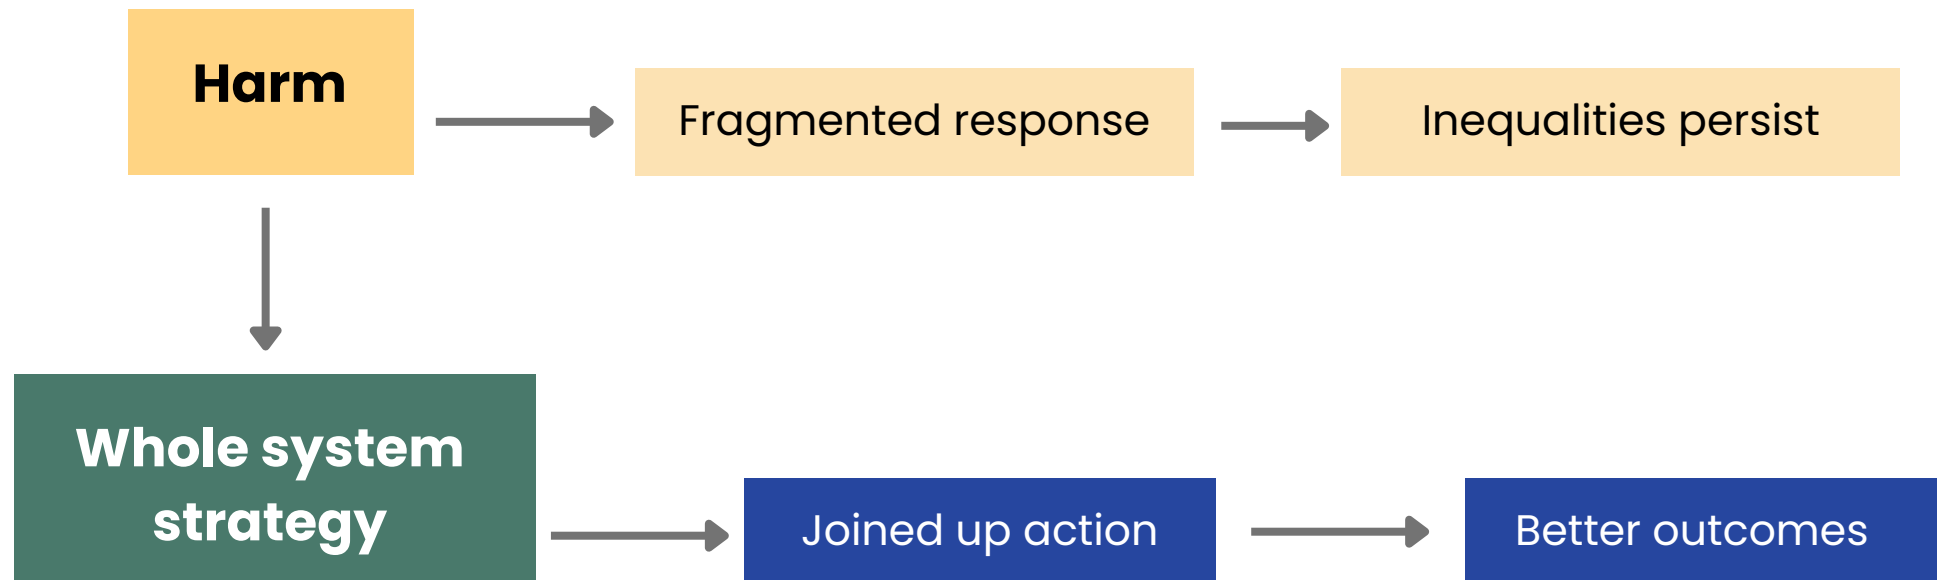 Harm
Fragmented response
Inequalities persist
Whole system
strategy
Joined up action
Better outcomes